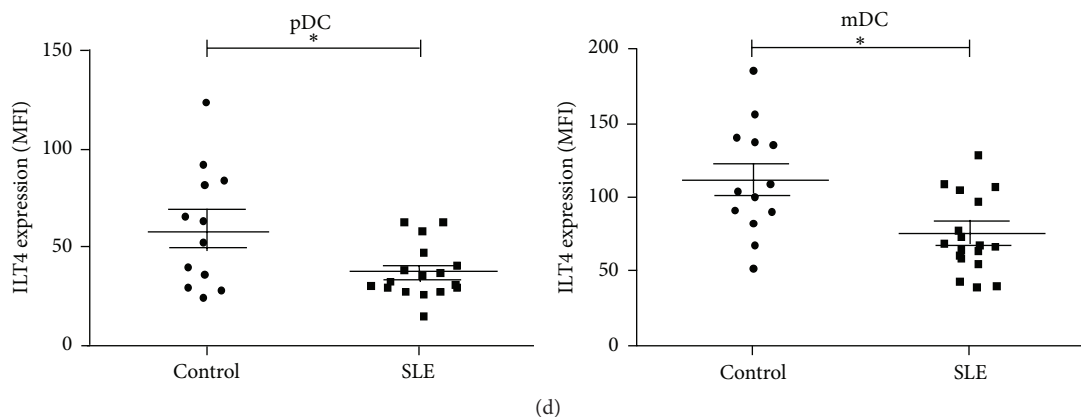 pDC
*
150
100
50
0
ILT4 expression (MFI)
Control
SLE
mDC
*
200
150
100
50
0
ILT4 expression (MFI)
Control
SLE
(d)